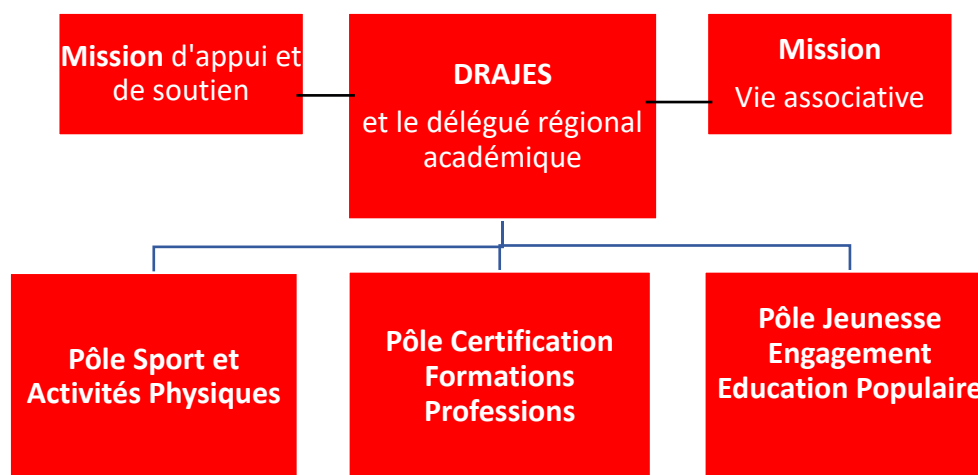 Mission d'appui et
de soutien
DRAJES
et le délégué régional
académique
Mission
Vie associative
Pôle Sport et
Activités Physiques
Pôle Certification
Formations
Professions
Pôle Jeunesse
Engagement
Education Populaire